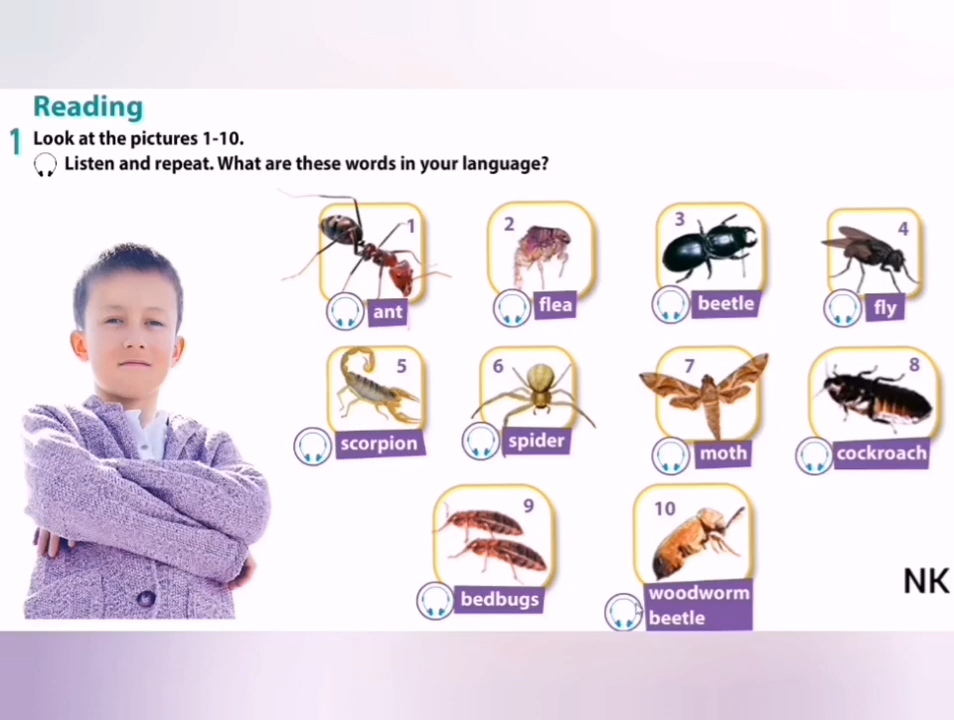 Reading
1 Look at the pictures 1-10.
Listen and repeat. What are these words in your language?
1
ant
2
flea
3
beetle
4
fly
5
scorpion
6
spider
7
moth
8
cockroach
9
bedbugs
10
woodworm
beetle
NK